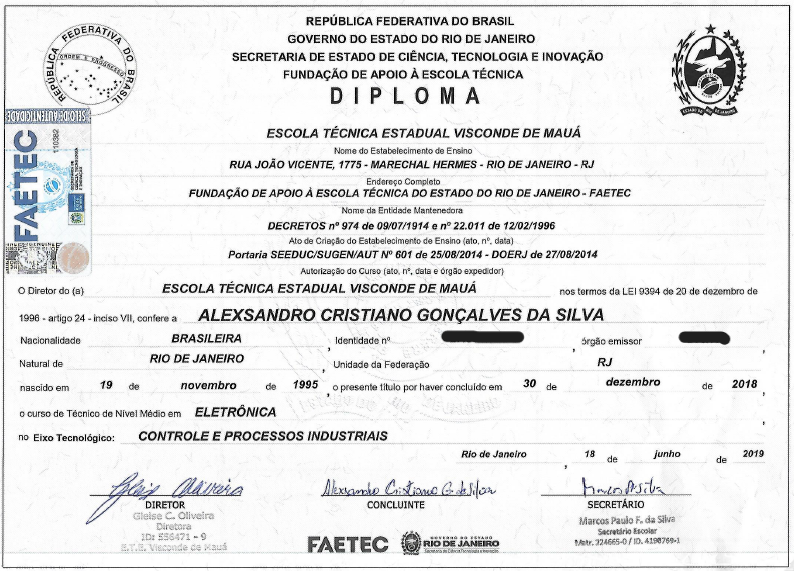 REPÚBLICA FEDERATIVA DO BRASIL
GOVERNO DO ESTADO DO RIO DE JANEIRO
SECRETARIA DE ESTADO DE CIÊNCIA, TECNOLOGIA E INOVAÇÃO
FUNDAÇÃO DE APOIO À ESCOLA TÉCNICA
DIPLOMA
REPÚBLICA FEDERATIVA DO BRASIL
ORDEM E PROGRESSO
SELO DE AUTENTICIDADE
110382
FAETEC
ESCOLA TÉCNICA ESTADUAL VISCONDE DE MAUÁ
Nome do Estabelecimento de Ensino
RUA JOÃO VICENTE, 1775 - MARECHAL HERMES - RIO DE JANEIRO - RJ
Endereço Completo
FUNDAÇÃO DE APOIO À ESCOLA TÉCNICA DO ESTADO DO RIO DE JANEIRO - FAETEC
Nome da Entidade Mantenedora
DECRETOS nº 974 de 09/07/1914 e nº 22.011 de 12/02/1996
Ato de Criação do Estabelecimento de Ensino (ato, nº, data)
Portaria SEEDUC/SUGEN/AUT Nº 601 de 25/08/2014 - DOERJ de 27/08/2014
Autorização do Curso (ato, nº, data e órgão expedidor)
O Diretor do (a) ESCOLA TÉCNICA ESTADUAL VISCONDE DE MAUÁ nos termos da LEI 9394 de 20 de dezembro de
1996 - artigo 24 - inciso VII, confere a ALEXSANDRO CRISTIANO GONÇALVES DA SILVA
Nacionalidade BRASILEIRA , Identidade nº , órgão emissor ,
Natural de RIO DE JANEIRO , Unidade da Federação RJ ,
nascido em 19 de novembro de 1995 , o presente título por haver concluído em 30 de dezembro de 2018 ,
o curso de Técnico de Nível Médio em ELETRÔNICA ,
no Eixo Tecnológico: CONTROLE E PROCESSOS INDUSTRIAIS .
Rio de Janeiro , 18 de junho de 2019
Gleise Oliveira Alexsandro Cristiano G. da Silva Marcos P. Silva
DIRETOR CONCLUINTE SECRETÁRIO
Gleise C. Oliveira
Diretora
ID: 556471 - 9
E.T.E. Visconde de Mauá
Marcos Paulo F. da Silva
Secretário Escolar
Matr. 224665-0 / ID. 4190769-1
FAETEC
GOVERNO DO ESTADO
RIO DE JANEIRO
Secretaria de Ciência, Tecnologia e Inovação